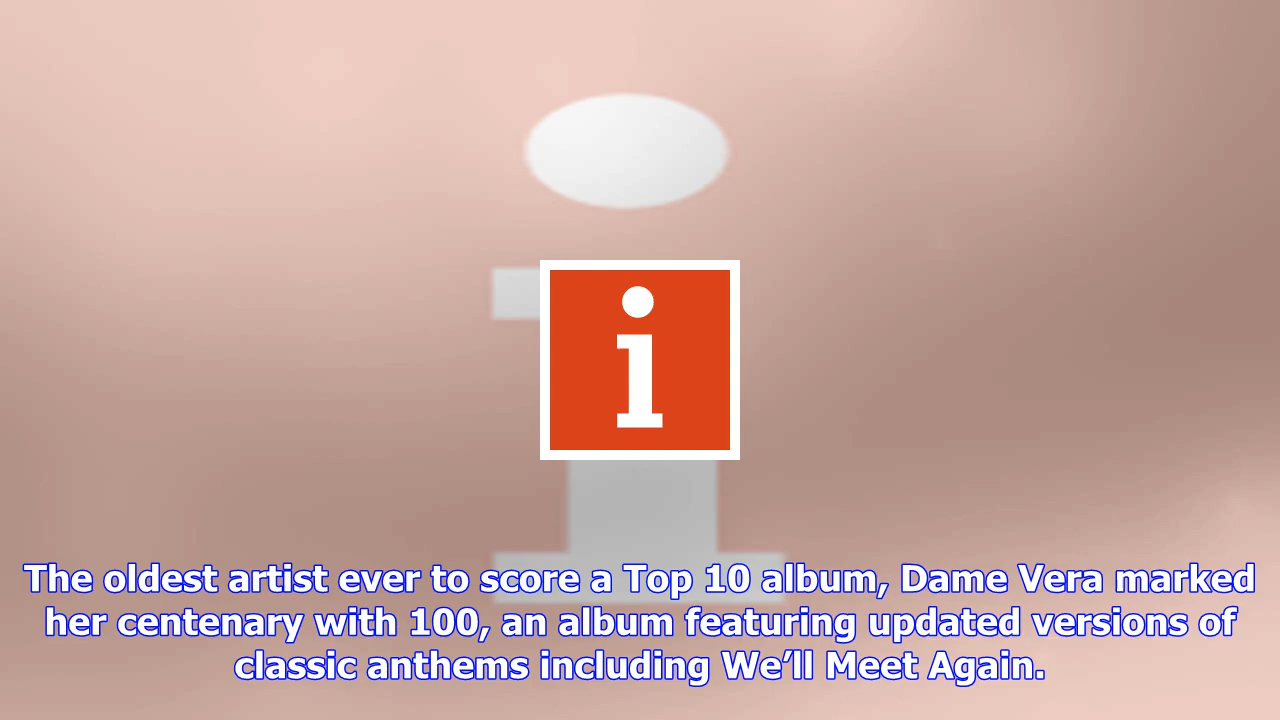 i
The oldest artist ever to score a Top 10 album, Dame Vera marked
her centenary with 100, an album featuring updated versions of
classic anthems including We’ll Meet Again.